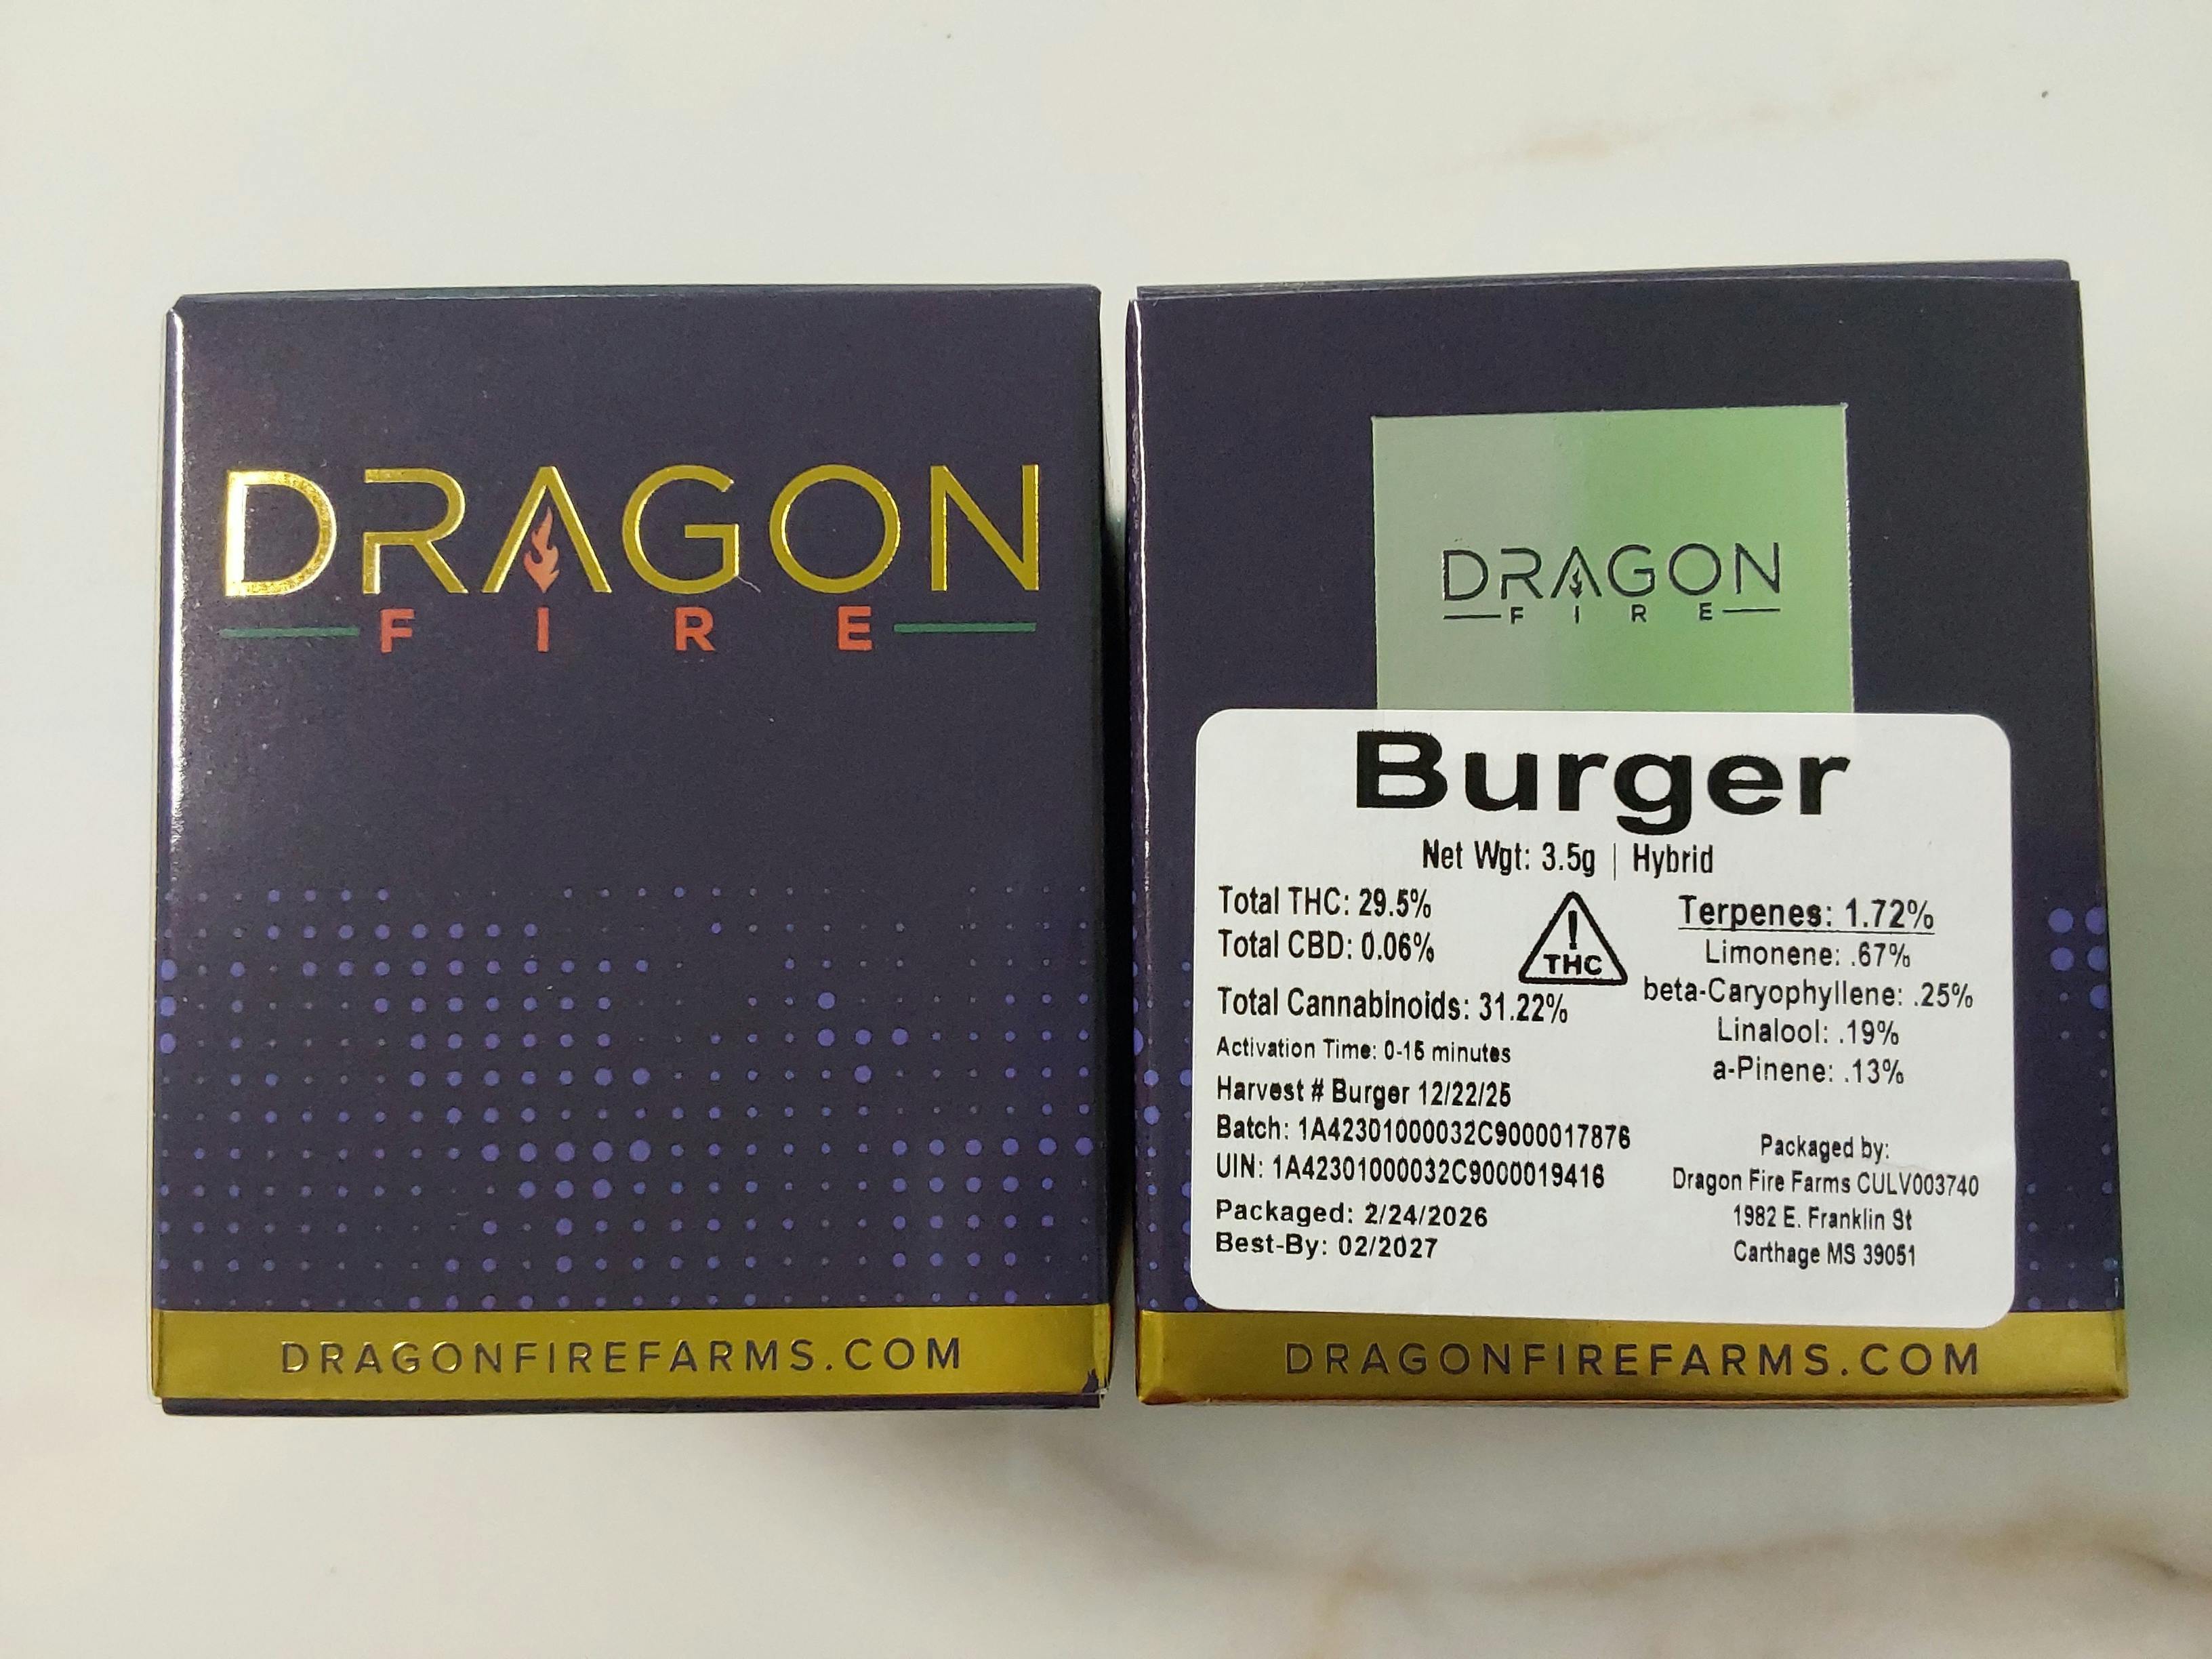 DRAGON
FIRE
DRAGONFIREFARMS.COM
DRAGON
FIRE
Burger
Net Wgt: 3.5g | Hybrid
Total THC: 29.5%
Total CBD: 0.06%
Total Cannabinoids: 31.22%
Activation Time: 0-15 minutes
Harvest # Burger 12/22/25
Batch: 1A42301000032C9000017876
UIN: 1A42301000032C9000019416
Packaged: 2/24/2026
Best-By: 02/2027
! THC
Terpenes: 1.72%
Limonene: .67%
beta-Caryophyllene: .25%
Linalool: .19%
a-Pinene: .13%
Packaged by:
Dragon Fire Farms CULV003740
1982 E. Franklin St
Carthage MS 39051
DRAGONFIREFARMS.COM